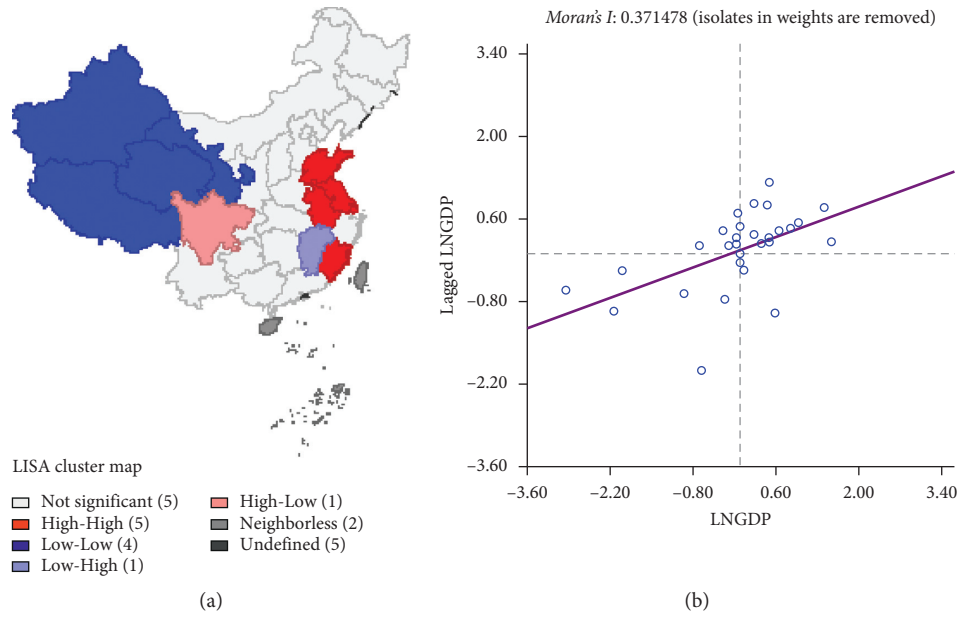 LISA cluster map
Not significant (5)
High-High (5)
Low-Low (4)
Low-High (1)
High-Low (1)
Neighborless (2)
Undefined (5)
(a)
Moran's I: 0.371478 (isolates in weights are removed)
Lagged LNGDP
3.40
2.00
0.60
–0.80
–2.20
–3.60
–3.60 –2.20 –0.80 0.60 2.00 3.40
LNGDP
(b)